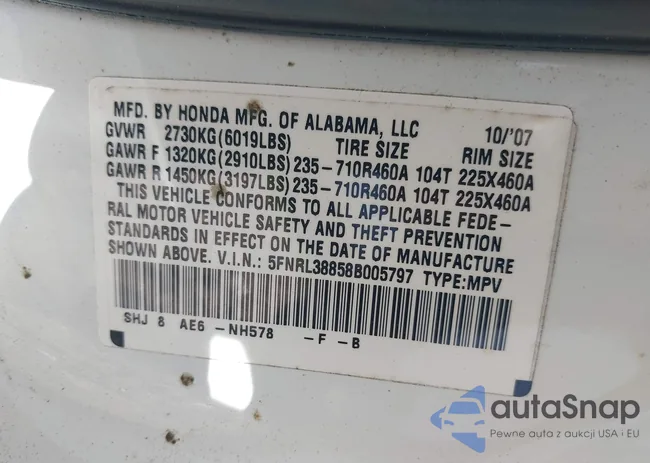 MFD. BY HONDA MFG. OF ALABAMA, LLC 10/'07
GVWR 2730KG(6019LBS) TIRE SIZE RIM SIZE
GAWR F 1320KG(2910LBS) 235-710R460A 104T 225X460A
GAWR R 1450KG(3197LBS) 235-710R460A 104T 225X460A
THIS VEHICLE CONFORMS TO ALL APPLICABLE FEDE-
RAL MOTOR VEHICLE SAFETY AND THEFT PREVENTION
STANDARDS IN EFFECT ON THE DATE OF MANUFACTURE
SHOWN ABOVE. V.I.N.: 5FNRL38858B005797 TYPE:MPV
SHJ 8 AE6 -NH578 -F -B
autaSnap
Pewne auta z aukcji USA i EU